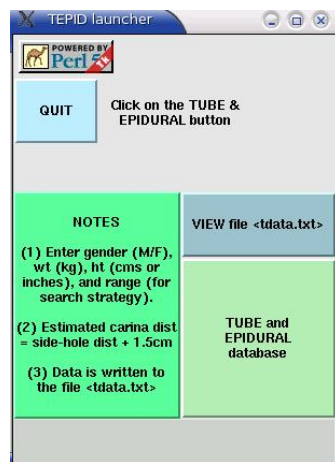 TEPID launcher
POWERED BY
Perl 5
TK
QUIT
Click on the TUBE &
EPIDURAL button
NOTES
(1) Enter gender (M/F),
wt (kg), ht (cms or
inches), and range (for
search strategy).
(2) Estimated carina dist
= side-hole dist + 1.5cm
(3) Data is written to
the file <tdata.txt>
VIEW file <tdata.txt>
TUBE and
EPIDURAL
database